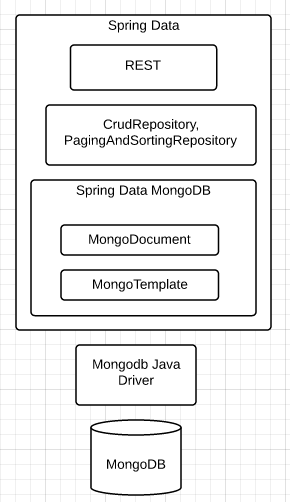 Spring Data
REST
CrudRepository,
PagingAndSortingRepository
Spring Data MongoDB
MongoDocument
MongoTemplate
Mongodb Java
Driver
MongoDB